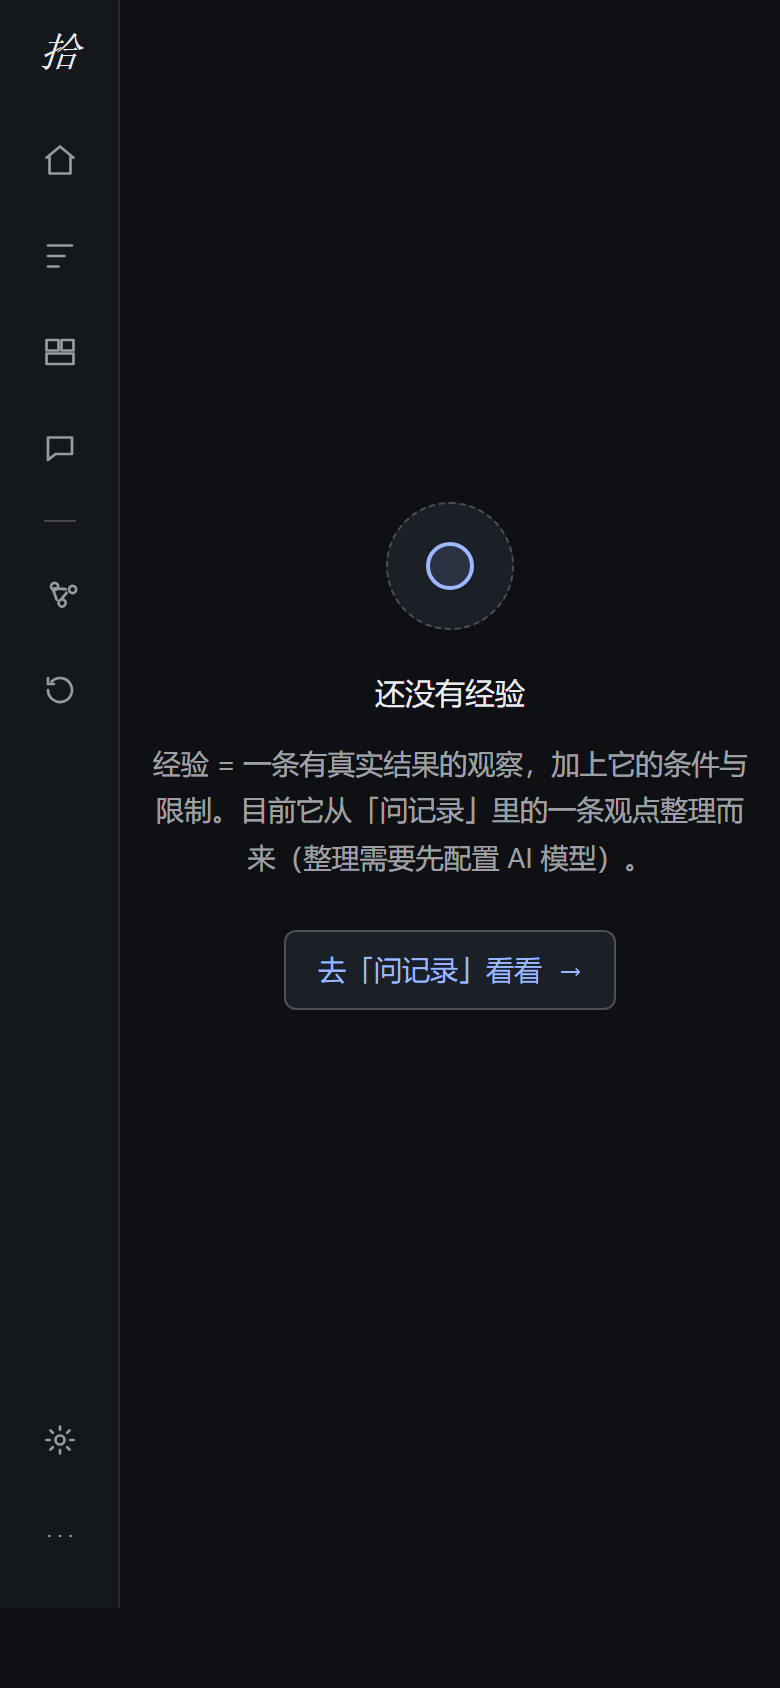 拾
还没有经验
经验 = 一条有真实结果的观察，加上它的条件与
限制。目前它从「问记录」里的一条观点整理而
来（整理需要先配置 AI 模型）。
去「问记录」看看 →
...